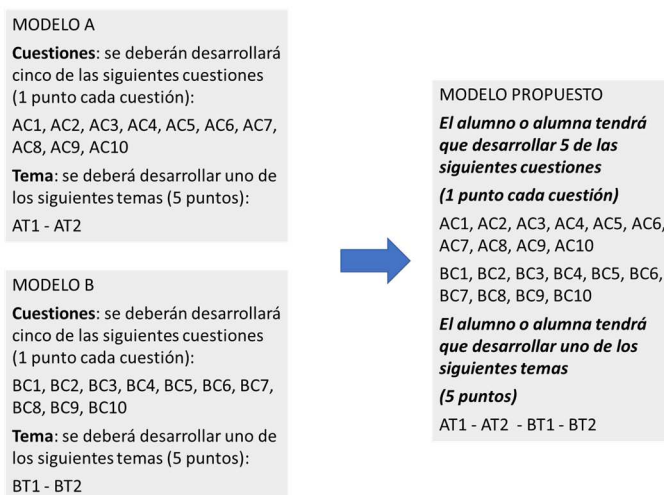 MODELO A
Cuestiones: se deberán desarrollará
cinco de las siguientes cuestiones
(1 punto cada cuestión):
AC1, AC2, AC3, AC4, AC5, AC6, AC7,
AC8, AC9, AC10
Tema: se deberá desarrollar uno de
los siguientes temas (5 puntos):
AT1 - AT2
MODELO B
Cuestiones: se deberán desarrollará
cinco de las siguientes cuestiones
(1 punto cada cuestión):
BC1, BC2, BC3, BC4, BC5, BC6, BC7,
BC8, BC9, BC10
Tema: se deberá desarrollar uno de
los siguientes temas (5 puntos):
BT1 - BT2
MODELO PROPUESTO
El alumno o alumna tendrá
que desarrollar 5 de las
siguientes cuestiones
(1 punto cada cuestión)
AC1, AC2, AC3, AC4, AC5, AC6,
AC7, AC8, AC9, AC10
BC1, BC2, BC3, BC4, BC5, BC6,
BC7, BC8, BC9, BC10
El alumno o alumna tendrá
que desarrollar uno de los
siguientes temas
(5 puntos)
AT1 - AT2 - BT1 - BT2